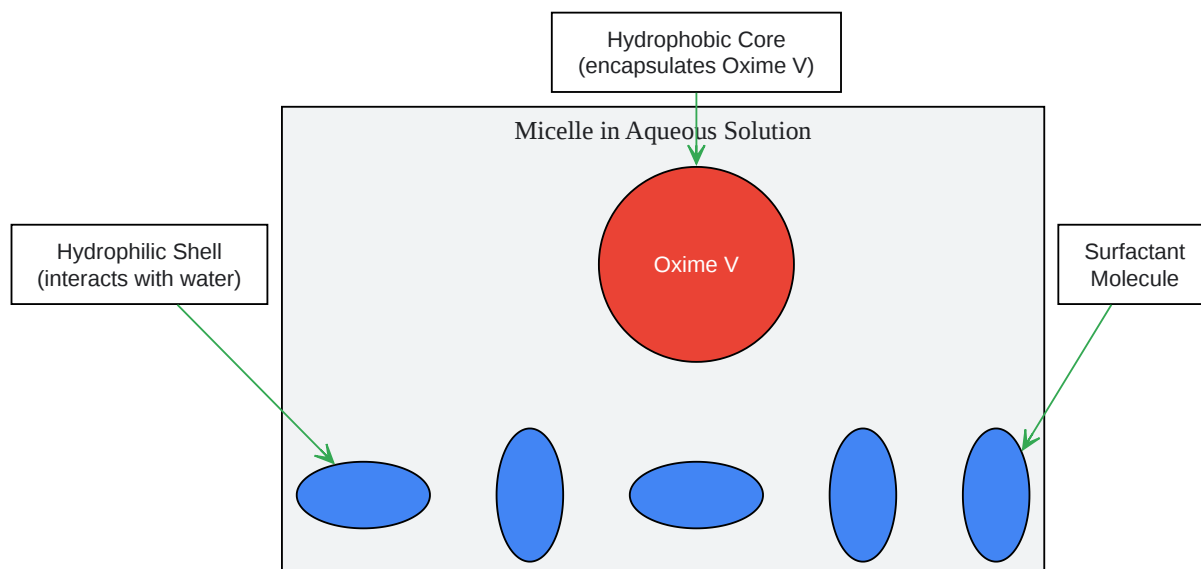 Hydrophobic Core
(encapsulates Oxime V)
Micelle in Aqueous Solution
Hydrophilic Shell
(interacts with water)
Oxime V
Surfactant
Molecule